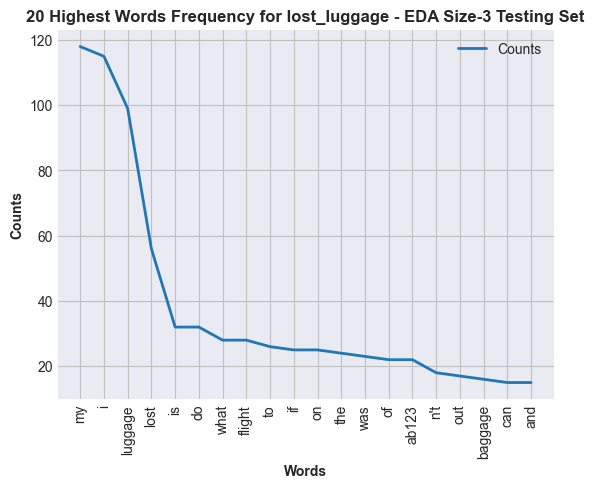 20 Highest Words Frequency for lost_luggage - EDA Size-3 Testing Set
Counts
120
100
80
60
40
20
Counts
my
i
luggage
lost
is
do
what
flight
to
if
on
the
was
of
ab123
n't
out
baggage
can
and
Words